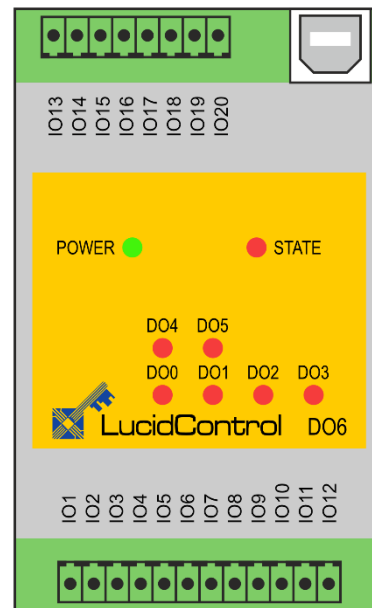 IO13 IO14 IO15 IO16 IO17 IO18 IO19 IO20
POWER STATE
DO4 DO5
DO0 DO1 DO2 DO3
LucidControl DO6
IO1 IO2 IO3 IO4 IO5 IO6 IO7 IO8 IO9 IO10 IO11 IO12